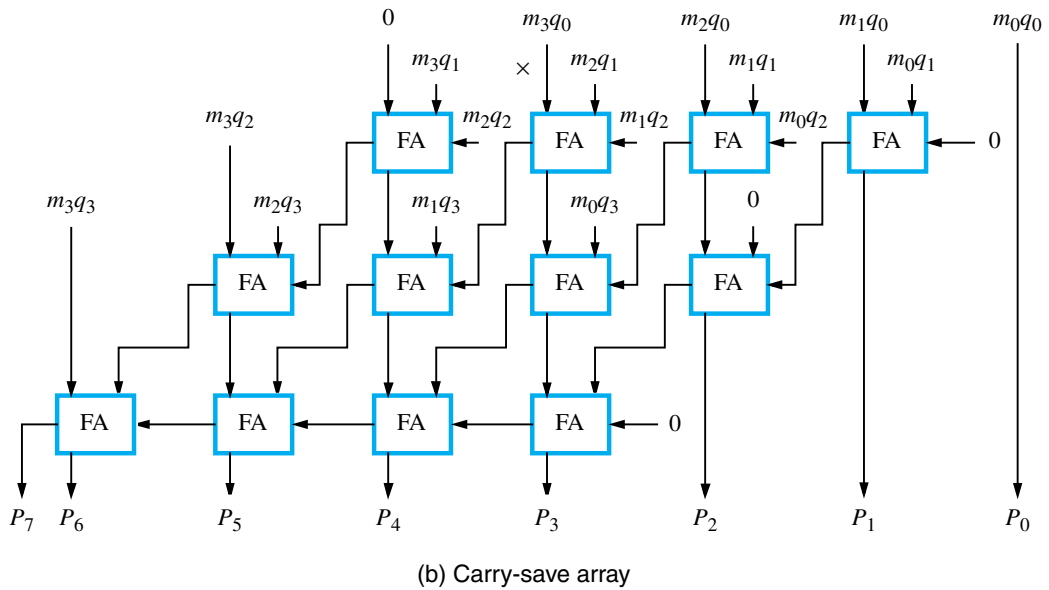 0 m₃q₀ m₂q₀ m₁q₀ m₀q₀
m₃q₁ × m₂q₁ m₁q₁ m₀q₁
m₃q₂ FA m₂q₂ FA m₁q₂ FA m₀q₂ FA 0
m₃q₃ m₂q₃ m₁q₃ m₀q₃ 0
FA FA FA FA
FA FA FA FA 0
P₇ P₆ P₅ P₄ P₃ P₂ P₁ P₀
(b) Carry-save array